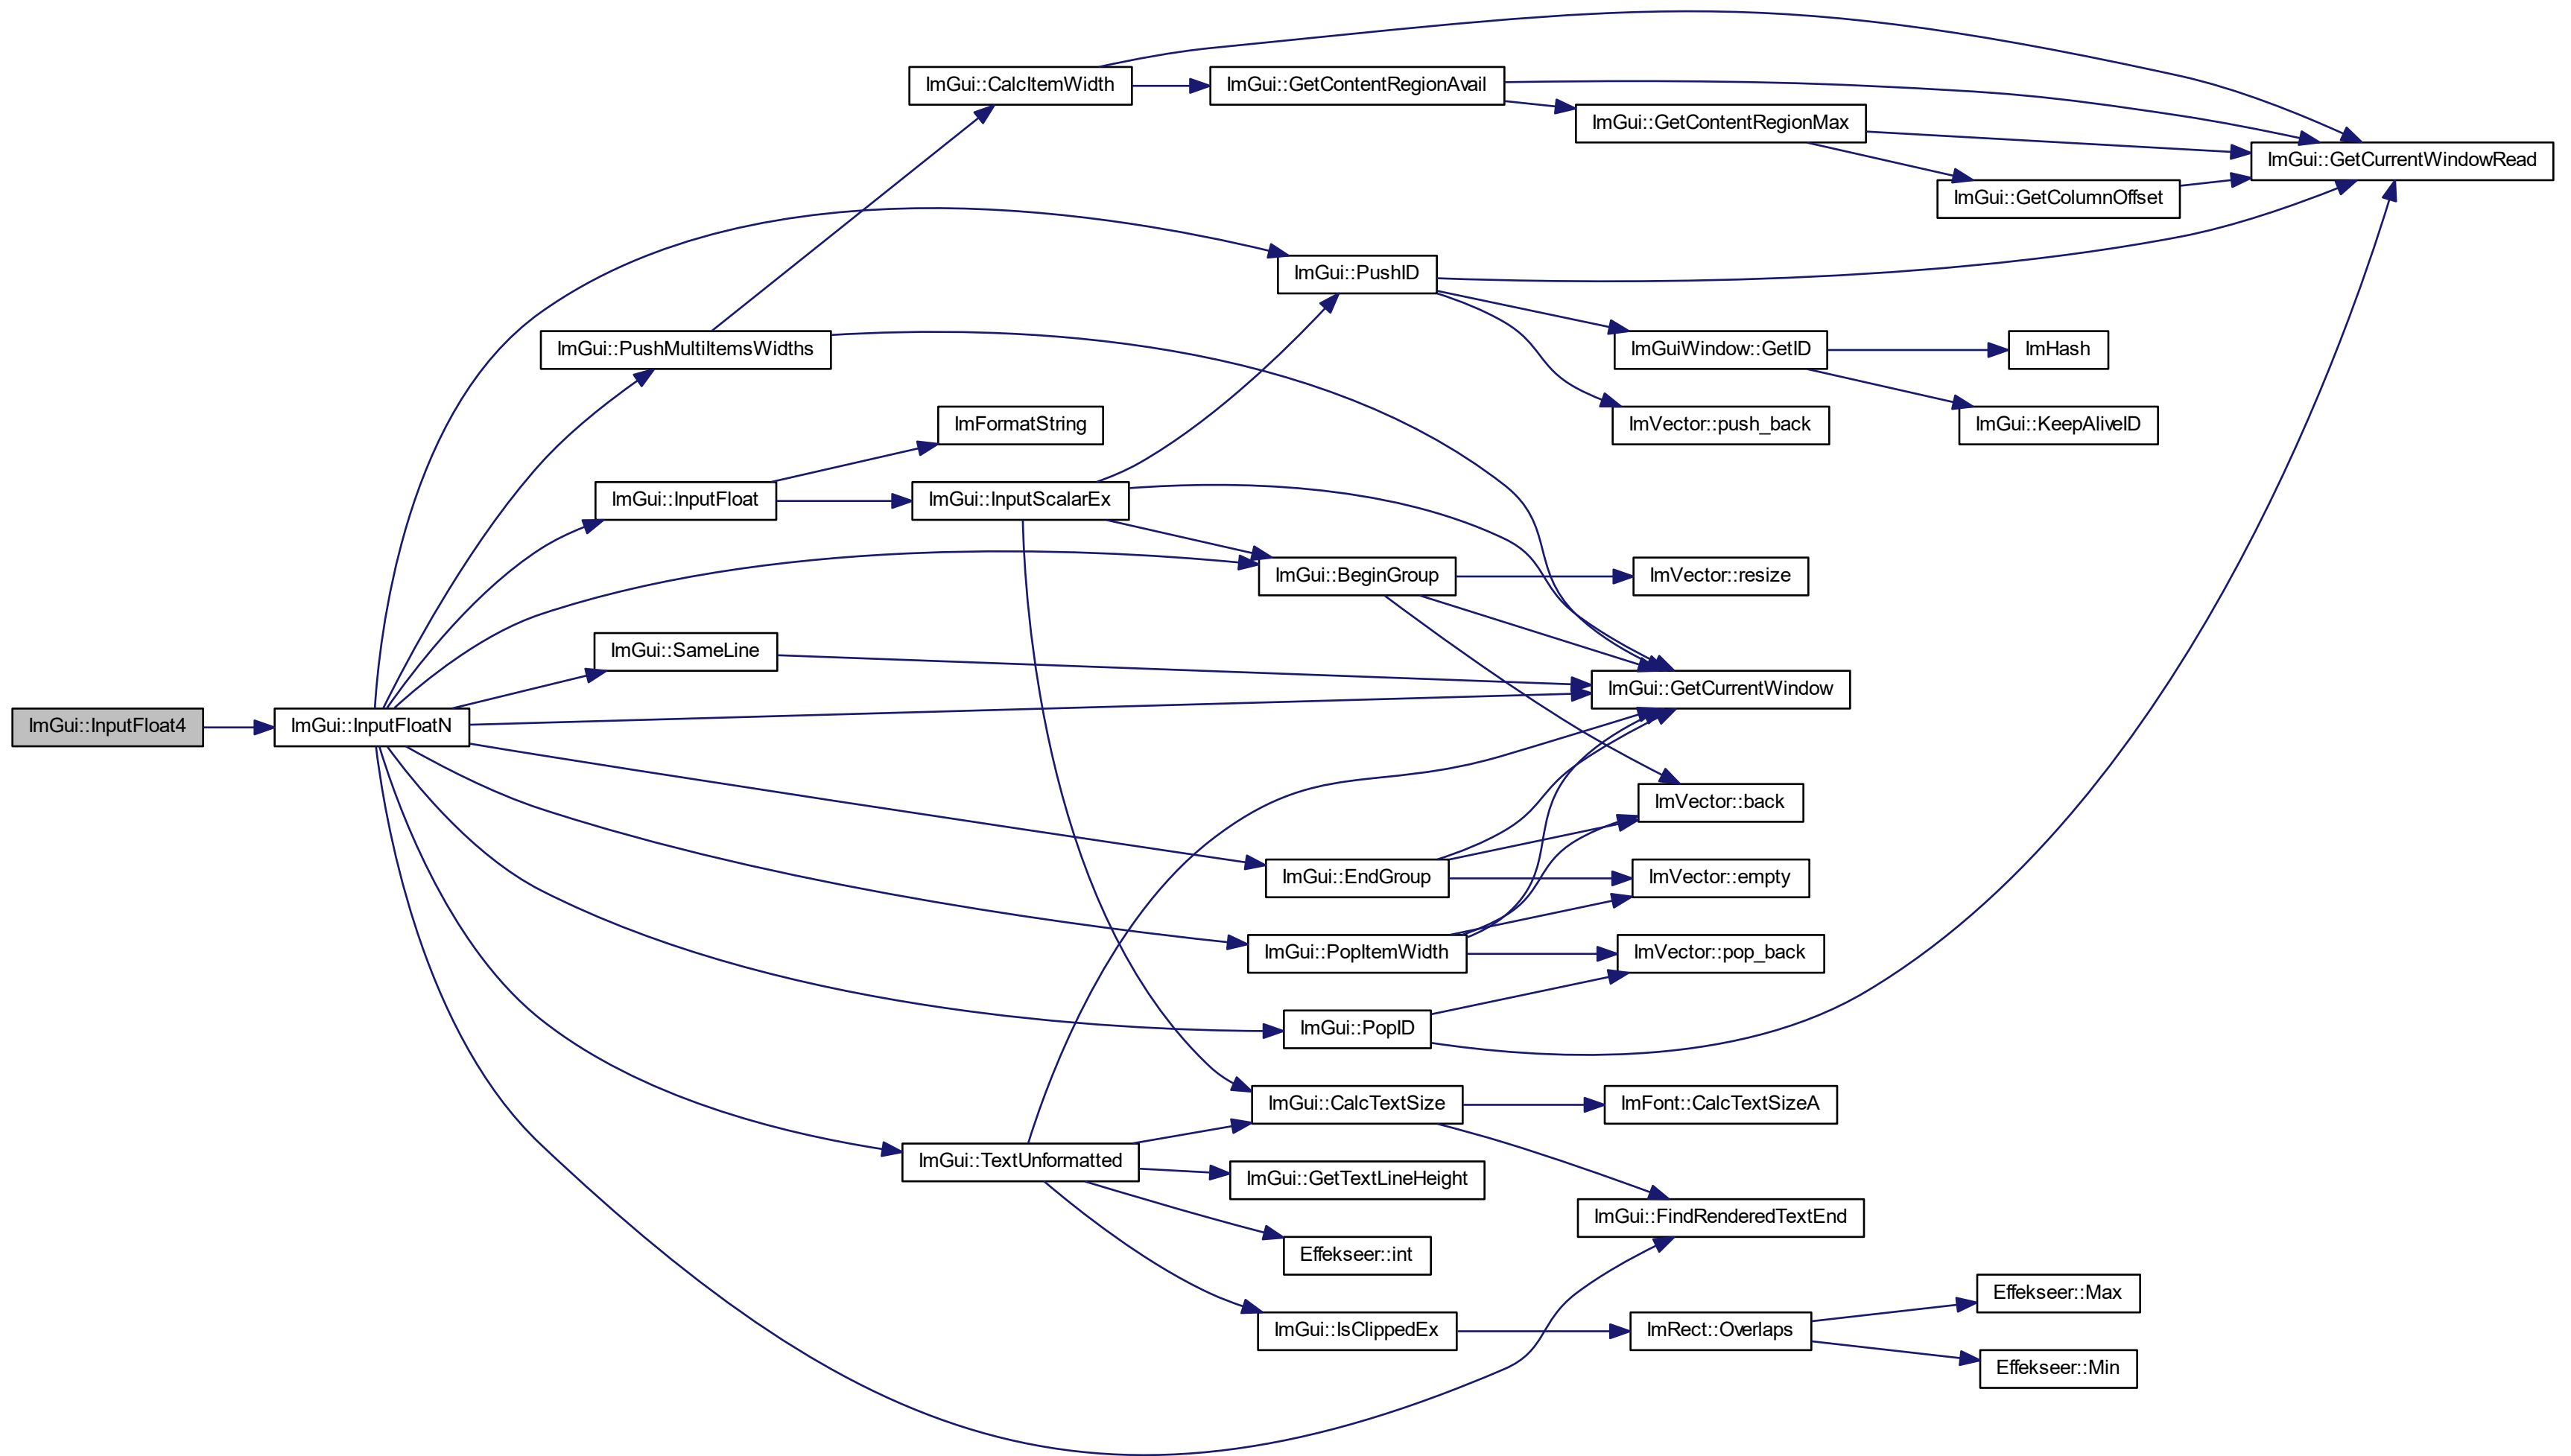 ImGui::CalcItemWidth
ImGui::GetContentRegionAvail
ImGui::GetContentRegionMax
ImGui::GetCurrentWindowRead
ImGui::GetColumnOffset
ImGui::PushID
ImGui::PushMultiItemsWidths
ImGuiWindow::GetID
ImHash
ImFormatString
ImVector::push_back
ImGui::KeepAliveID
ImGui::InputFloat
ImGui::InputScalarEx
ImGui::BeginGroup
ImVector::resize
ImGui::SameLine
ImGui::GetCurrentWindow
ImGui::InputFloat4
ImGui::InputFloatN
ImVector::back
ImGui::EndGroup
ImVector::empty
ImGui::PopItemWidth
ImVector::pop_back
ImGui::PopID
ImGui::CalcTextSize
ImFont::CalcTextSizeA
ImGui::TextUnformatted
ImGui::GetTextLineHeight
ImGui::FindRenderedTextEnd
Effekseer::int
Effekseer::Max
ImGui::IsClippedEx
ImRect::Overlaps
Effekseer::Min